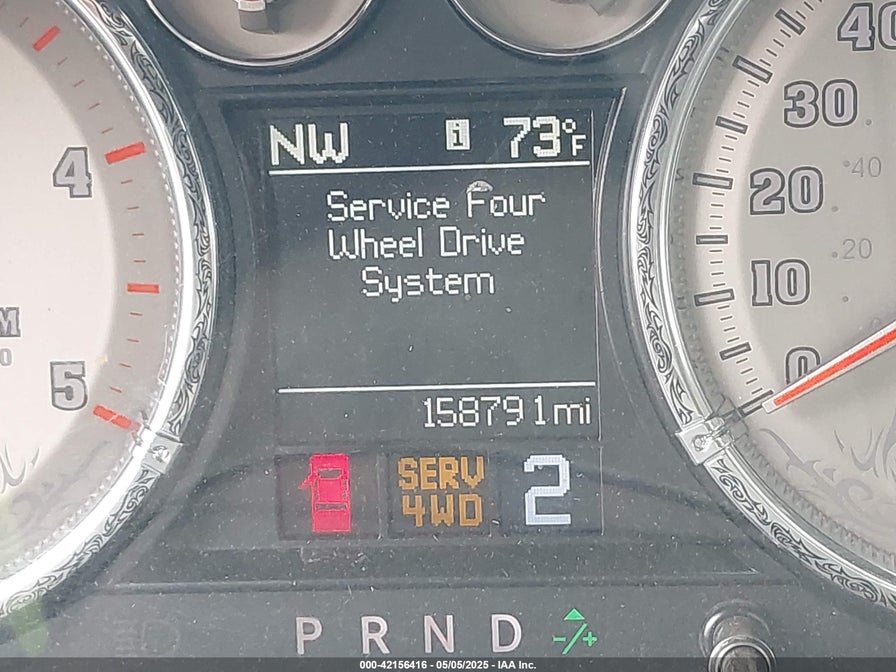 NW i 73°F
Service Four
Wheel Drive
System
158791mi
SERV
4WD
2
P R N D -/+
4
5
M
0
40
30
20
10
0
40
20
000-42156416 - 05/05/2025 - IAA Inc.